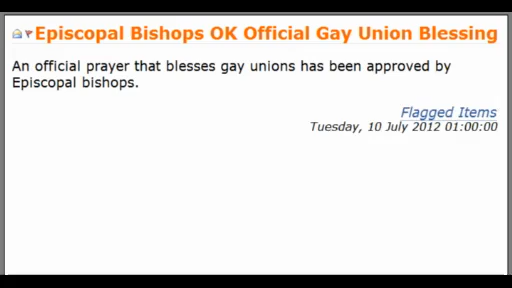 Episcopal Bishops OK Official Gay Union Blessing
An official prayer that blesses gay unions has been approved by
Episcopal bishops.
Flagged Items
Tuesday, 10 July 2012 01:00:00